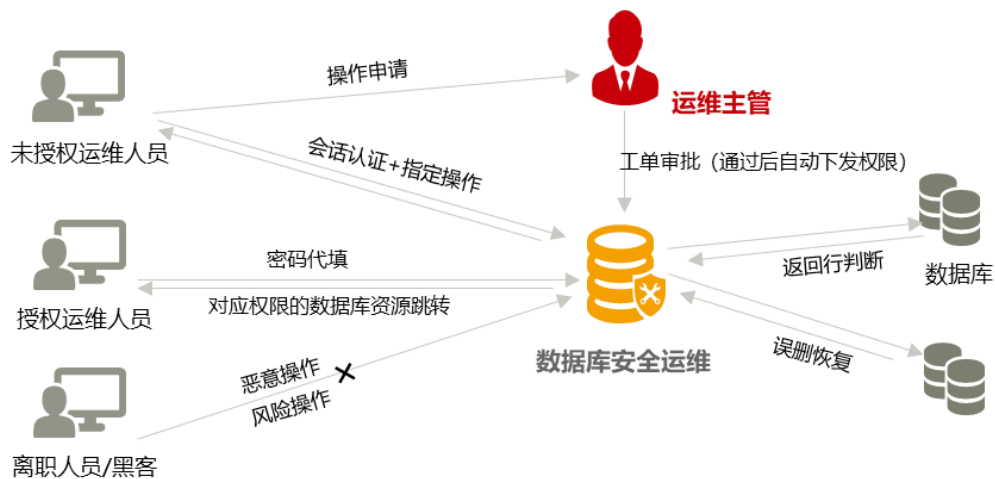 操作申请
运维主管
未授权运维人员
会话认证+指定操作
工单审批（通过后自动下发权限）
密码代填
返回行判断
数据库
授权运维人员
对应权限的数据库资源跳转
数据库安全运维
误删恢复
恶意操作
风险操作
离职人员/黑客